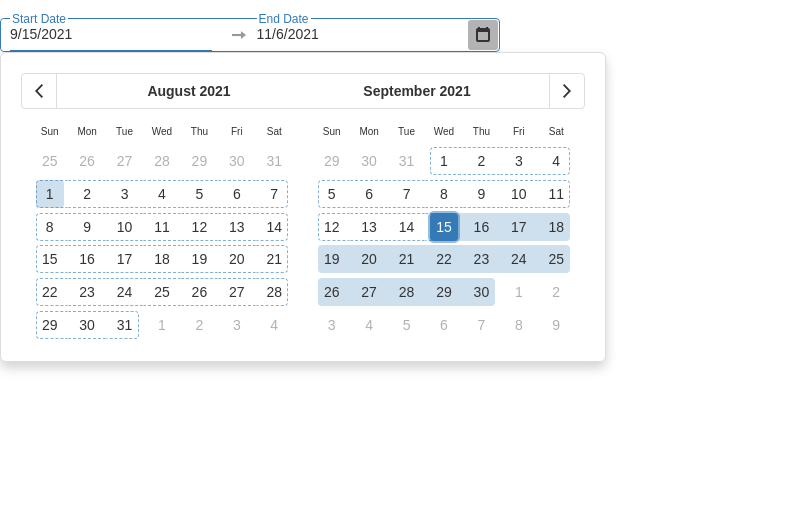 Start Date End Date
9/15/2021 11/6/2021
August 2021 September 2021
Sun Mon Tue Wed Thu Fri Sat Sun Mon Tue Wed Thu Fri Sat
25 26 27 28 29 30 31 29 30 31 1 2 3 4
1 2 3 4 5 6 7 5 6 7 8 9 10 11
8 9 10 11 12 13 14 12 13 14 15 16 17 18
15 16 17 18 19 20 21 19 20 21 22 23 24 25
22 23 24 25 26 27 28 26 27 28 29 30 1 2
29 30 31 1 2 3 4 3 4 5 6 7 8 9